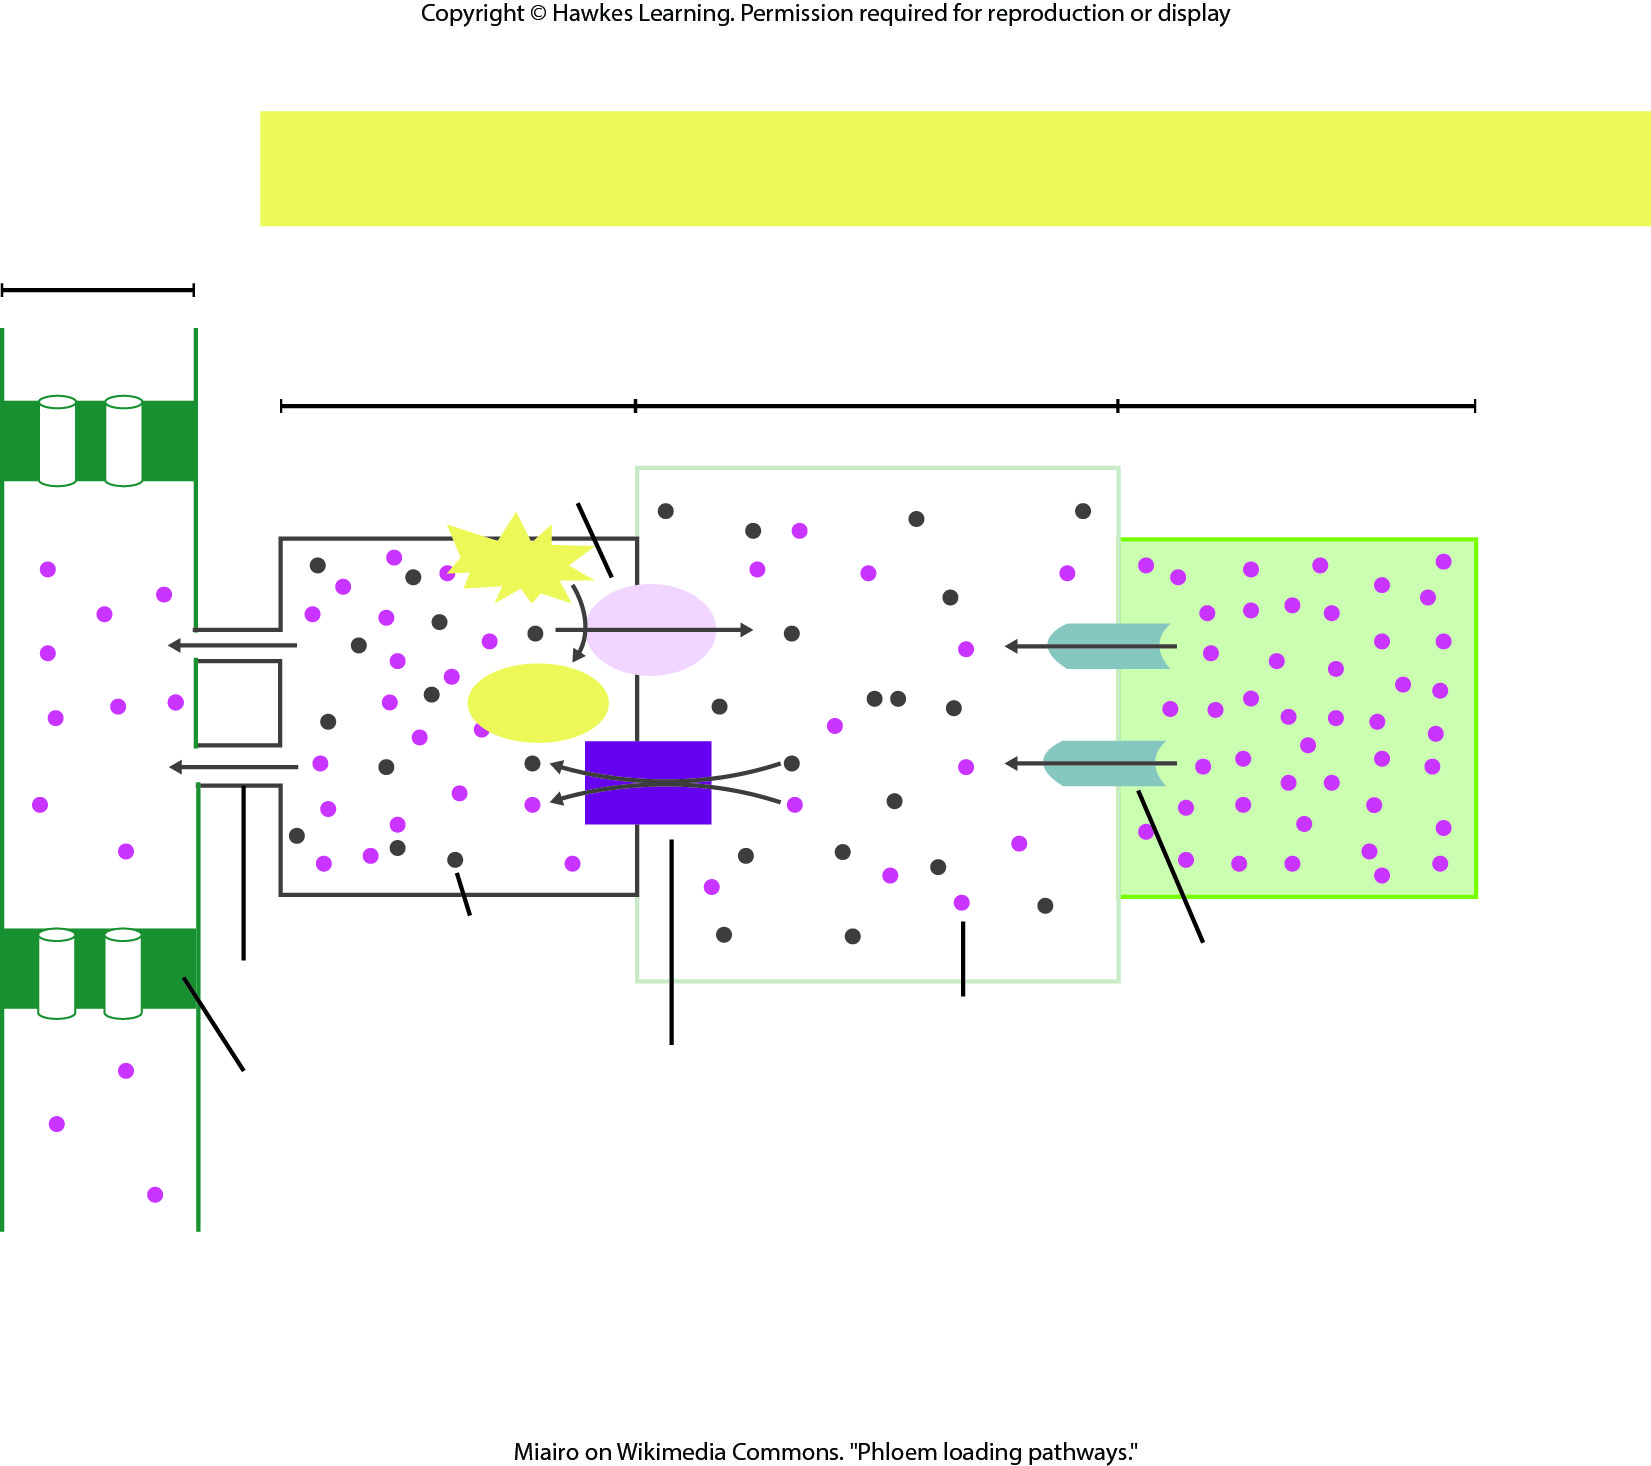 Copyright © Hawkes Learning. Permission required for reproduction or display
Miairo on Wikimedia Commons. "Phloem loading pathways."